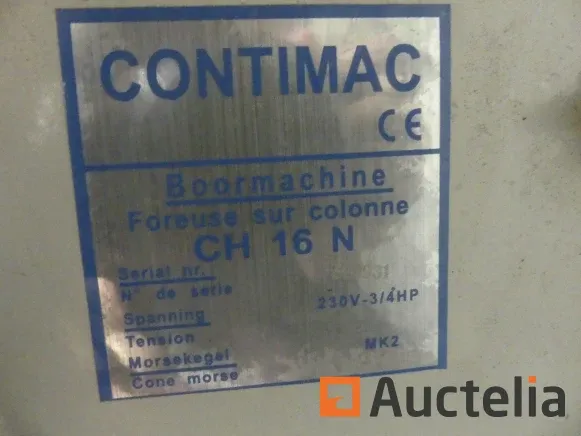 CONTIMAC
CE
Boormachine
Foreuse sur colonne
CH 16 N
Serial nr.
N° de série
230V-3/4HP
Spanning
Tension
MK2
Morsekegel
Cone morse
Auctelia